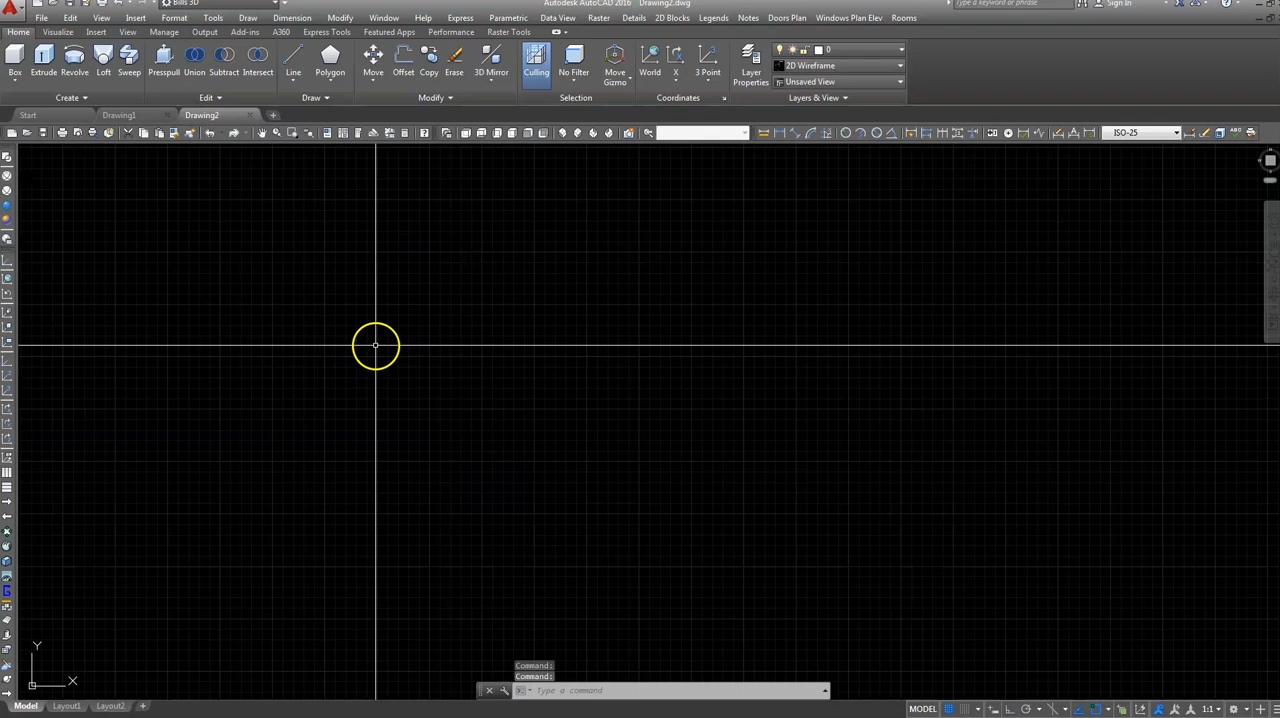 Autodesk AutoCAD 2016 Drawing2.dwg
Bills 3D
Type a keyword or phrase
Sign In
File Edit View Insert Format Tools Draw Dimension Modify Window Help Express Parametric Data View Raster Details 2D Blocks Legends Notes Doors Plan Windows Plan Elev Rooms
Home Visualize Insert View Manage Output Add-ins A360 Express Tools Featured Apps Performance Raster Tools
Box Extrude Revolve Loft Sweep Presspull Union Subtract Intersect Line Polygon Move Offset Copy Erase 3D Mirror Culling No Filter Move Gizmo World X 3 Point Layer Properties
0
2D Wireframe
Unsaved View
Create Edit Draw Modify Selection Coordinates Layers & View
Start Drawing1 Drawing2
ISO-25
Y
X
Command:
Command:
Type a command
Model Layout1 Layout2
MODEL 1:1